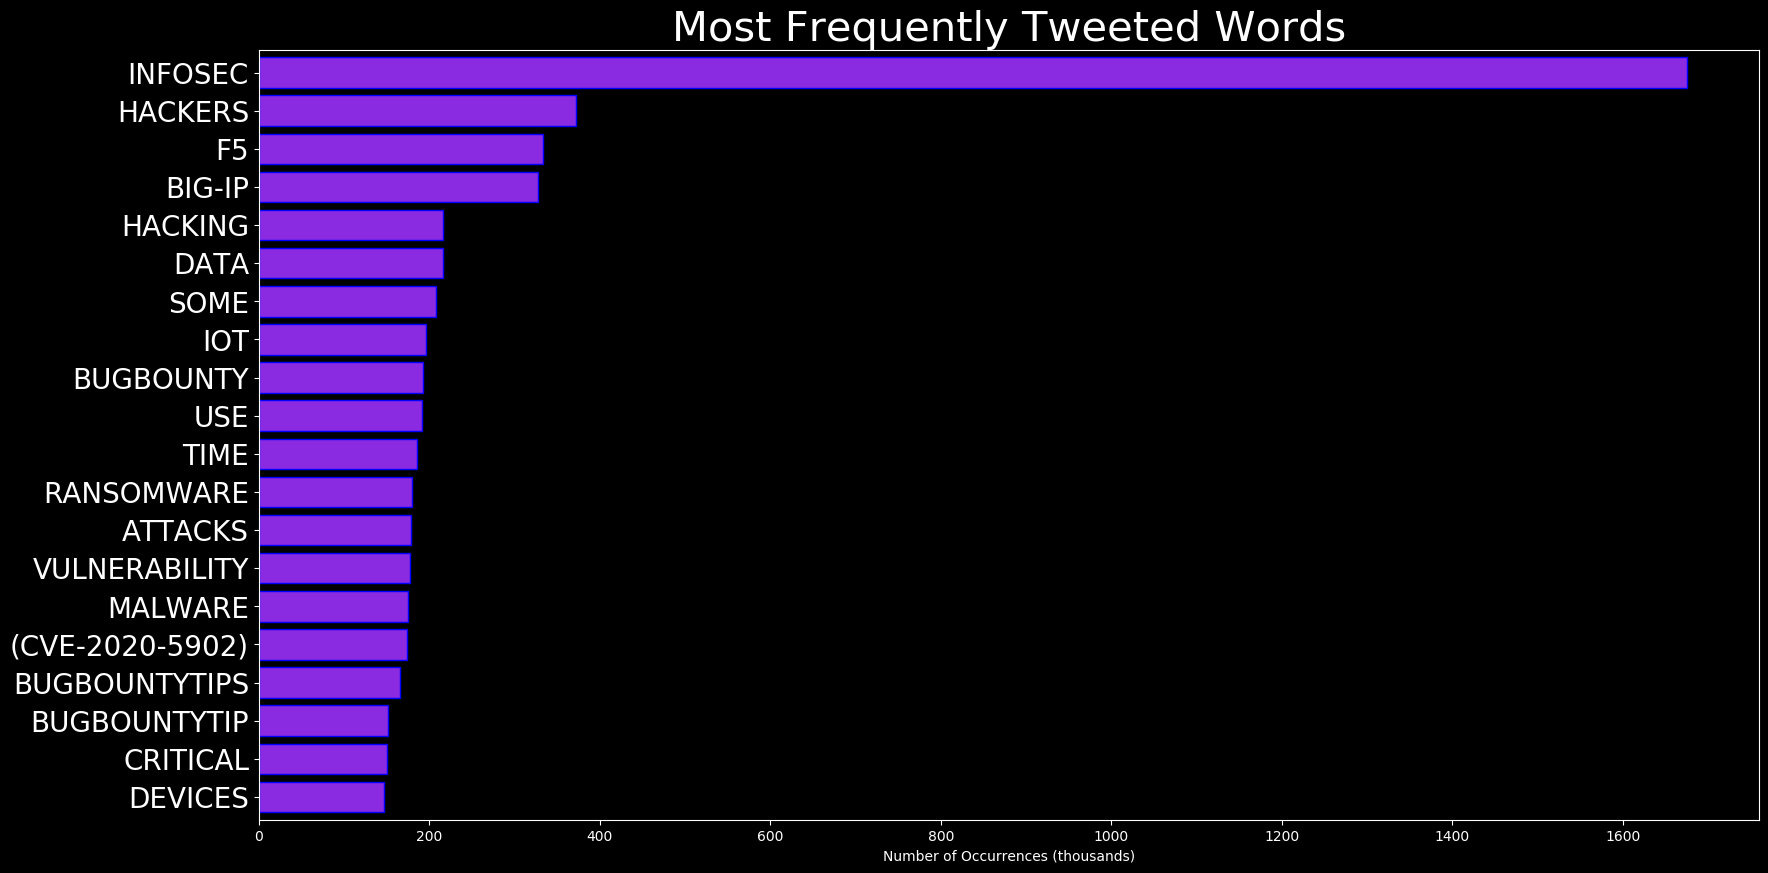 Most Frequently Tweeted Words
INFOSEC
HACKERS
F5
BIG-IP
HACKING
DATA
SOME
IOT
BUGBOUNTY
USE
TIME
RANSOMWARE
ATTACKS
VULNERABILITY
MALWARE
(CVE-2020-5902)
BUGBOUNTYTIPS
BUGBOUNTYTIP
CRITICAL
DEVICES
0 200 400 600 800 1000 1200 1400 1600
Number of Occurrences (thousands)